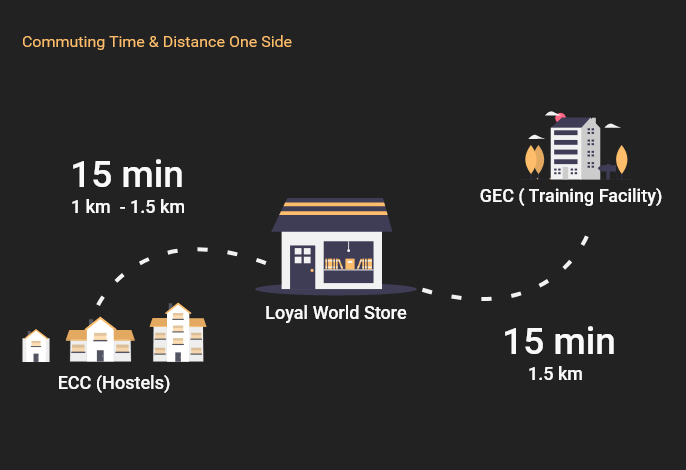 Commuting Time & Distance One Side
15 min
1 km - 1.5 km
GEC ( Training Facility)
Loyal World Store
15 min
1.5 km
ECC (Hostels)